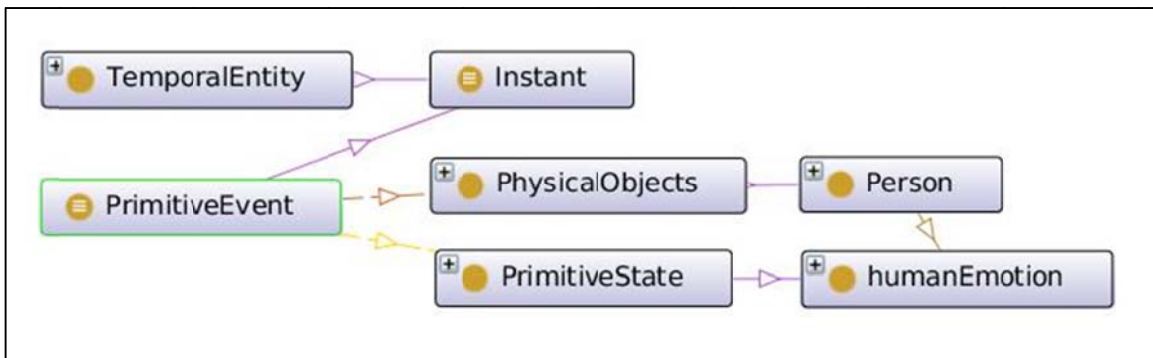 TemporalEntity
Instant
PrimitiveEvent
PhysicalObjects
Person
PrimitiveState
humanEmotion